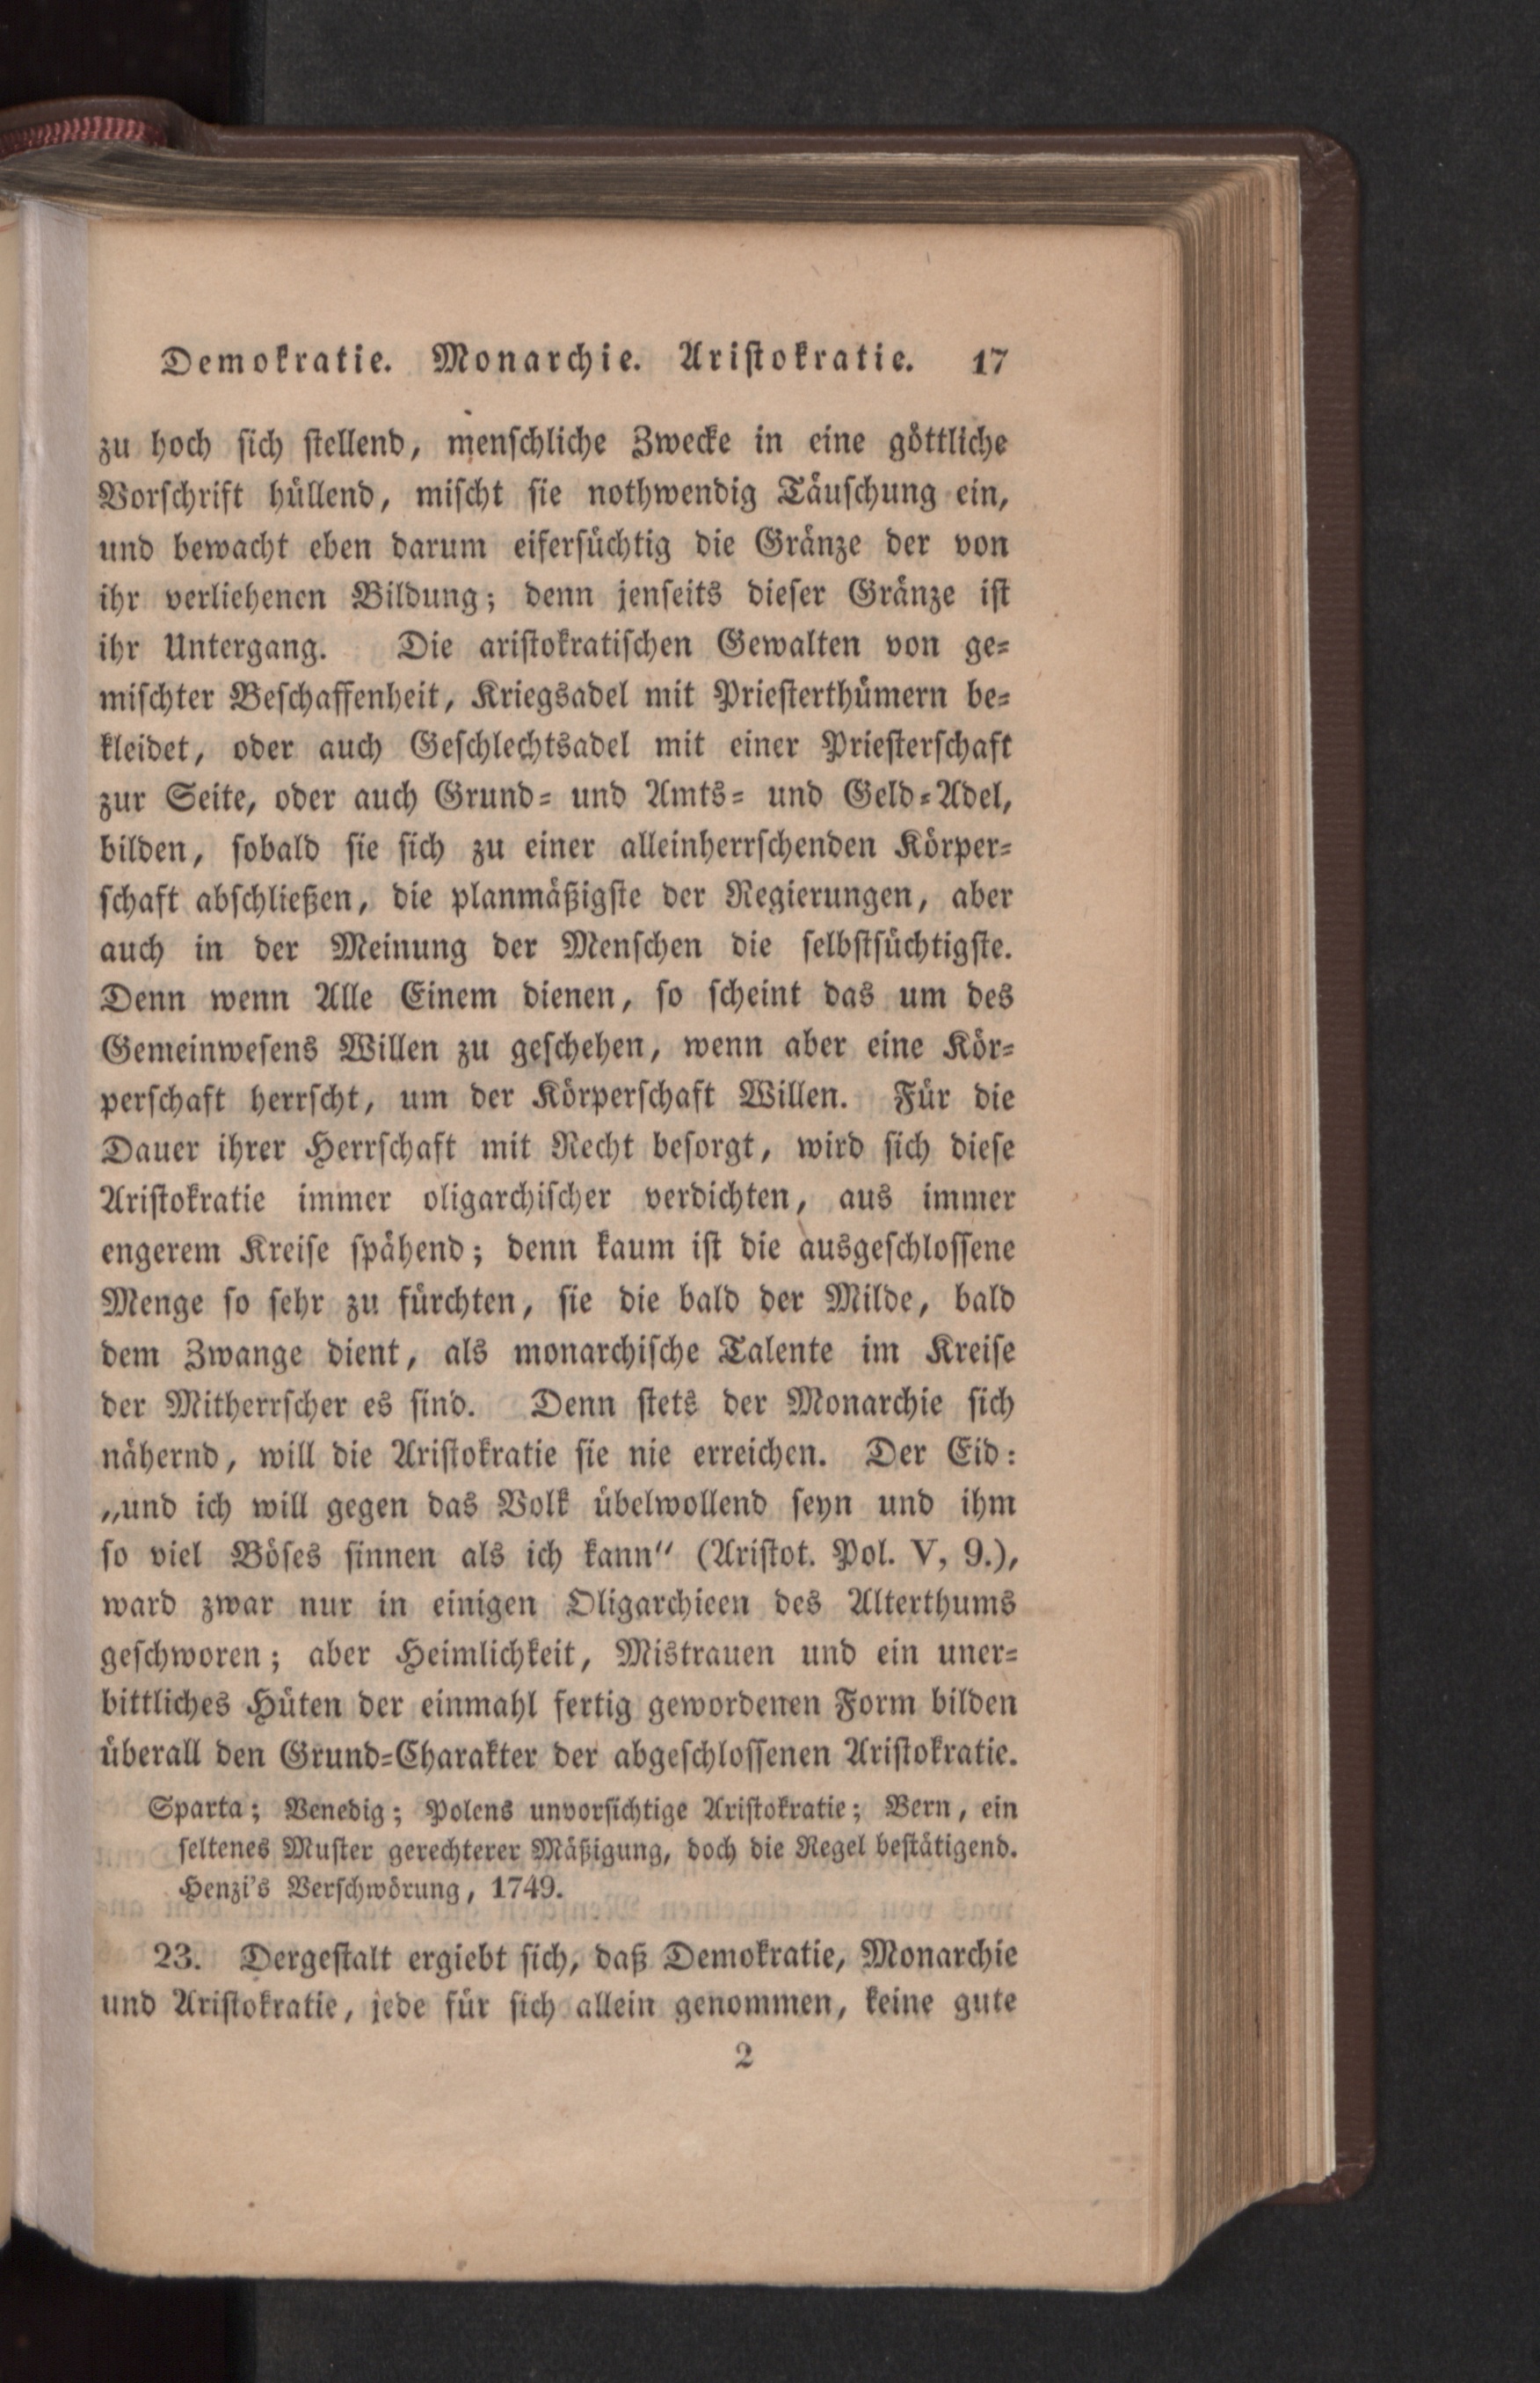 Demokratie. Monarchie. Aristokratie. 17
zu hoch sich stellend, menschliche Zwecke in eine göttliche
Vorschrift hüllend, mischt sie nothwendig Täuschung ein,
und bewacht eben darum eifersüchtig die Gränze der von
ihr verliehenen Bildung; denn jenseits dieser Gränze ist
ihr Untergang. Die aristokratischen Gewalten von ge-
mischter Beschaffenheit, Kriegsadel mit Priesterthümern be-
kleidet, oder auch Geschlechtsadel mit einer Priesterschaft
zur Seite, oder auch Grund- und Amts- und Geld-Adel,
bilden, sobald sie sich zu einer alleinherrschenden Körper-
schaft abschließen, die planmäßigste der Regierungen, aber
auch in der Meinung der Menschen die selbstsüchtigste.
Denn wenn Alle Einem dienen, so scheint das um des
Gemeinwesens Willen zu geschehen, wenn aber eine Kör-
perschaft herrscht, um der Körperschaft Willen. Für die
Dauer ihrer Herrschaft mit Recht besorgt, wird sich diese
Aristokratie immer oligarchischer verdichten, aus immer
engerem Kreise spähend; denn kaum ist die ausgeschlossene
Menge so sehr zu fürchten, sie die bald der Milde, bald
dem Zwange dient, als monarchische Talente im Kreise
der Mitherrscher es sind. Denn stets der Monarchie sich
nähernd, will die Aristokratie sie nie erreichen. Der Eid:
„und ich will gegen das Volk übelwollend seyn und ihm
so viel Böses sinnen als ich kann“ (Aristot. Pol. V, 9.),
ward zwar nur in einigen Oligarchieen des Alterthums
geschworen; aber Heimlichkeit, Mistrauen und ein uner-
bittliches Hüten der einmahl fertig gewordenen Form bilden
überall den Grund-Charakter der abgeschlossenen Aristokratie.
Sparta; Venedig; Polens unvorsichtige Aristokratie; Bern, ein
seltenes Muster gerechterer Mäßigung, doch die Regel bestätigend.
Henzi's Verschwörung, 1749.
23. Dergestalt ergiebt sich, daß Demokratie, Monarchie
und Aristokratie, jede für sich allein genommen, keine gute
2